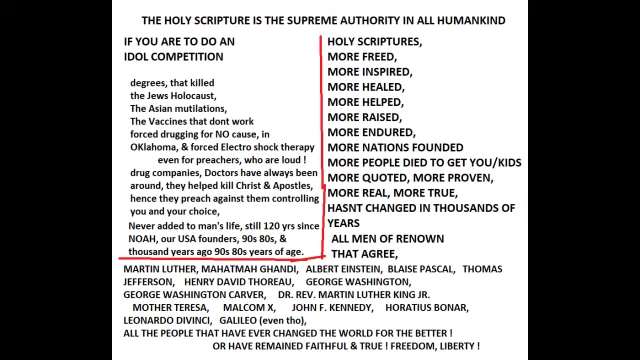 THE HOLY SCRIPTURE IS THE SUPREME AUTHORITY IN ALL HUMANKIND
IF YOU ARE TO DO AN
IDOL COMPETITION
degrees, that killed
the Jews Holocaust,
The Asian mutilations,
The Vaccines that dont work
forced drugging for NO cause, in
OKlahoma, & forced Electro shock therapy
even for preachers, who are loud !
drug companies, Doctors have always been
around, they helped kill Christ & Apostles,
hence they preach against them controlling
you and your choice,
Never added to man's life, still 120 yrs since
NOAH, our USA founders, 90s 80s, &
thousand years ago 90s 80s years of age.
HOLY SCRIPTURES,
MORE FREED,
MORE INSPIRED,
MORE HEALED,
MORE HELPED,
MORE RAISED,
MORE ENDURED,
MORE NATIONS FOUNDED
MORE PEOPLE DIED TO GET YOU/KIDS
MORE QUOTED, MORE PROVEN,
MORE REAL, MORE TRUE,
HASNT CHANGED IN THOUSANDS OF
YEARS
ALL MEN OF RENOWN
THAT AGREE,
MARTIN LUTHER, MAHATMAH GHANDI, ALBERT EINSTEIN, BLAISE PASCAL, THOMAS
JEFFERSON, HENRY DAVID THOREAU, GEORGE WASHINGTON,
GEORGE WASHINGTON CARVER, DR. REV. MARTIN LUTHER KING JR.
MOTHER TERESA, MALCOM X, JOHN F. KENNEDY, HORATIUS BONAR,
LEONARDO DIVINCI, GALILEO (even tho),
ALL THE PEOPLE THAT HAVE EVER CHANGED THE WORLD FOR THE BETTER !
OR HAVE REMAINED FAITHFUL & TRUE ! FREEDOM, LIBERTY !